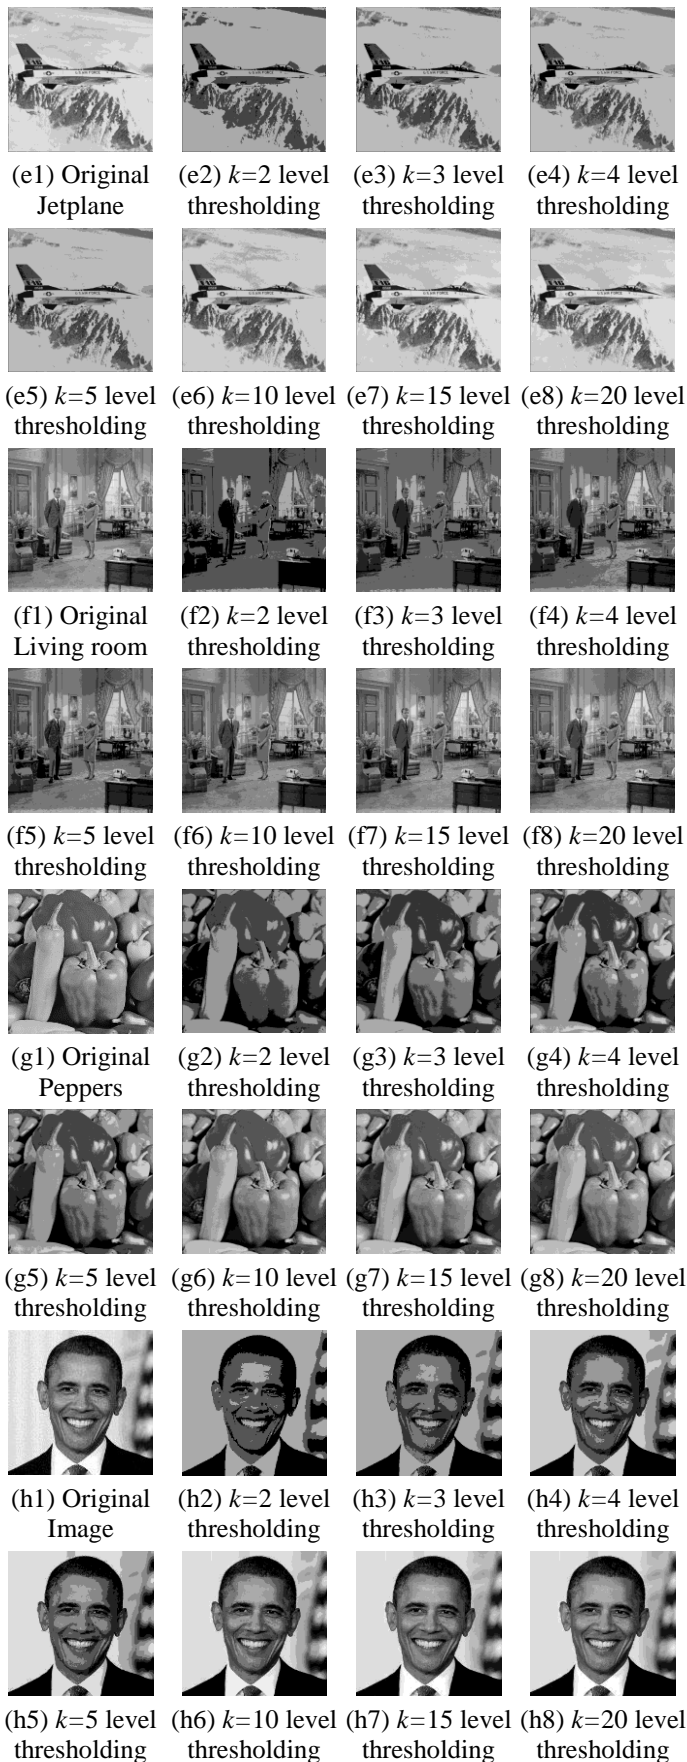 (e1) Original Jetplane
(e2) k=2 level thresholding
(e3) k=3 level thresholding
(e4) k=4 level thresholding
(e5) k=5 level thresholding
(e6) k=10 level thresholding
(e7) k=15 level thresholding
(e8) k=20 level thresholding
(f1) Original Living room
(f2) k=2 level thresholding
(f3) k=3 level thresholding
(f4) k=4 level thresholding
(f5) k=5 level thresholding
(f6) k=10 level thresholding
(f7) k=15 level thresholding
(f8) k=20 level thresholding
(g1) Original Peppers
(g2) k=2 level thresholding
(g3) k=3 level thresholding
(g4) k=4 level thresholding
(g5) k=5 level thresholding
(g6) k=10 level thresholding
(g7) k=15 level thresholding
(g8) k=20 level thresholding
(h1) Original Image
(h2) k=2 level thresholding
(h3) k=3 level thresholding
(h4) k=4 level thresholding
(h5) k=5 level thresholding
(h6) k=10 level thresholding
(h7) k=15 level thresholding
(h8) k=20 level thresholding